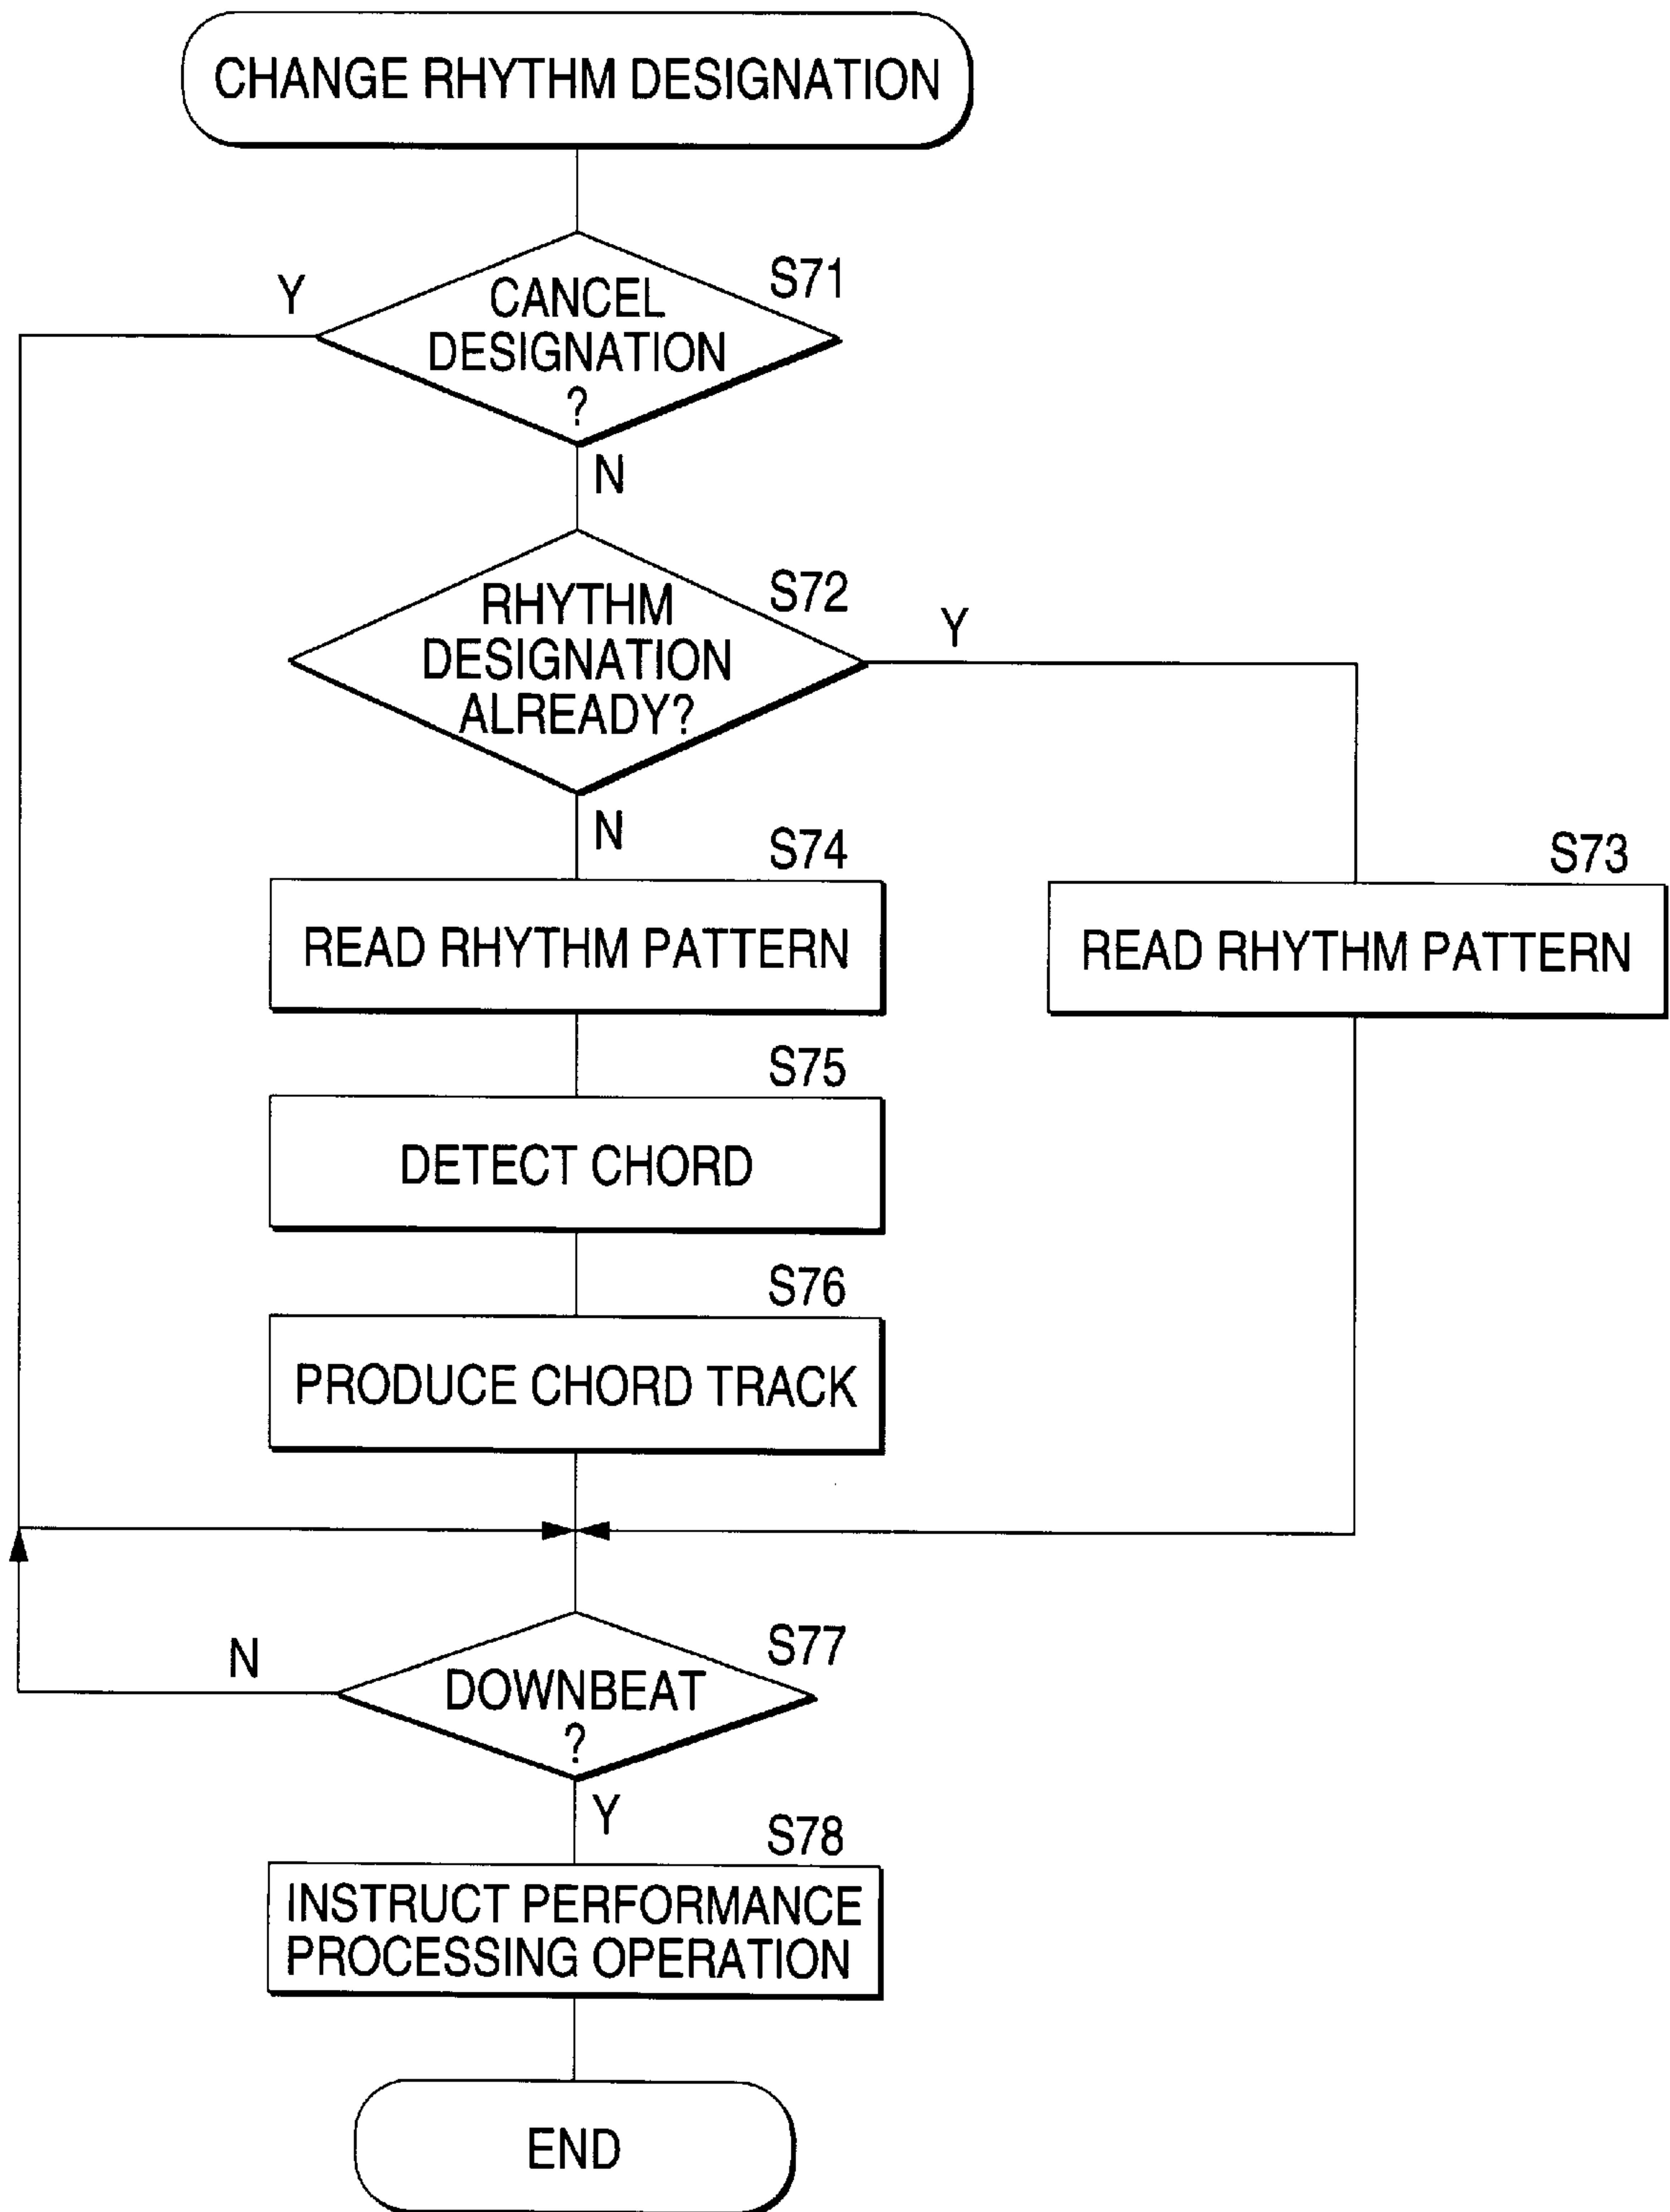 CHANGE RHYTHM DESIGNATION
S71
Y
CANCEL
DESIGNATION
?
N
S72
Y
RHYTHM
DESIGNATION
ALREADY?
N
S74
S73
READ RHYTHM PATTERN
READ RHYTHM PATTERN
S75
DETECT CHORD
S76
PRODUCE CHORD TRACK
S77
N
DOWNBEAT
?
Y
S78
INSTRUCT PERFORMANCE
PROCESSING OPERATION
END